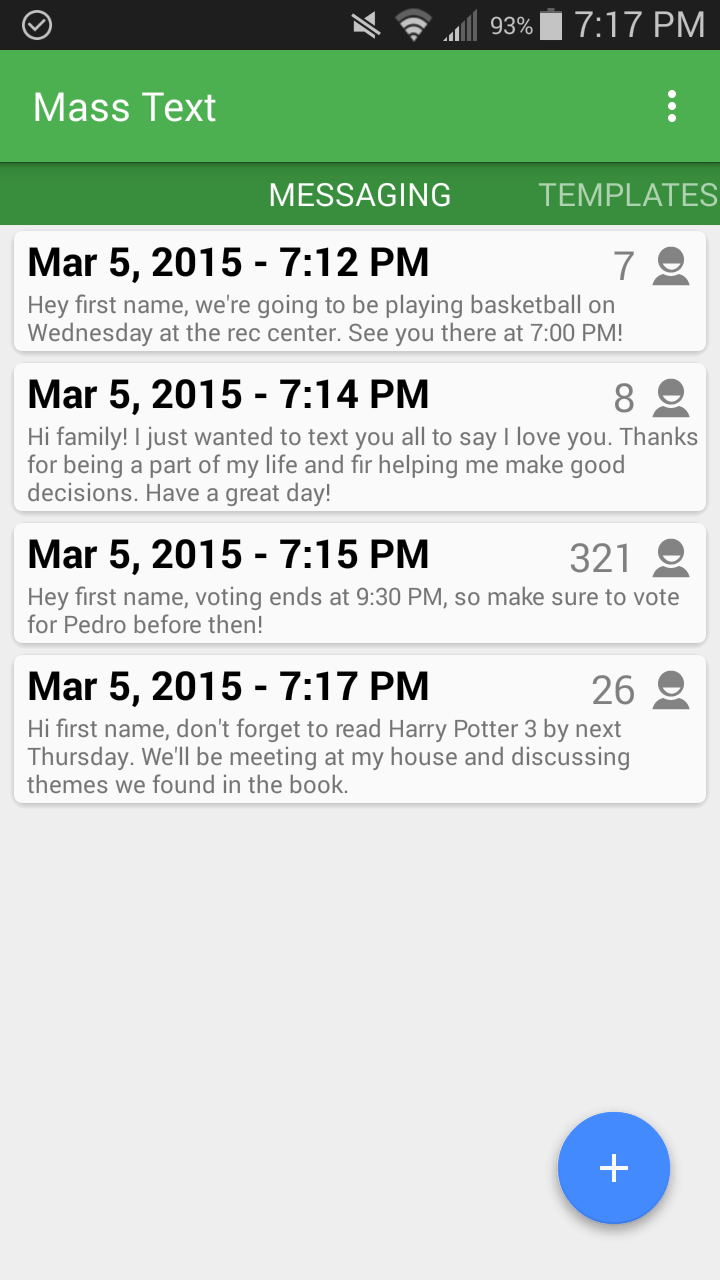 93% 7:17 PM
Mass Text
MESSAGING TEMPLATES
Mar 5, 2015 - 7:12 PM 7
Hey first name, we're going to be playing basketball on
Wednesday at the rec center. See you there at 7:00 PM!
Mar 5, 2015 - 7:14 PM 8
Hi family! I just wanted to text you all to say I love you. Thanks
for being a part of my life and fir helping me make good
decisions. Have a great day!
Mar 5, 2015 - 7:15 PM 321
Hey first name, voting ends at 9:30 PM, so make sure to vote
for Pedro before then!
Mar 5, 2015 - 7:17 PM 26
Hi first name, don't forget to read Harry Potter 3 by next
Thursday. We'll be meeting at my house and discussing
themes we found in the book.